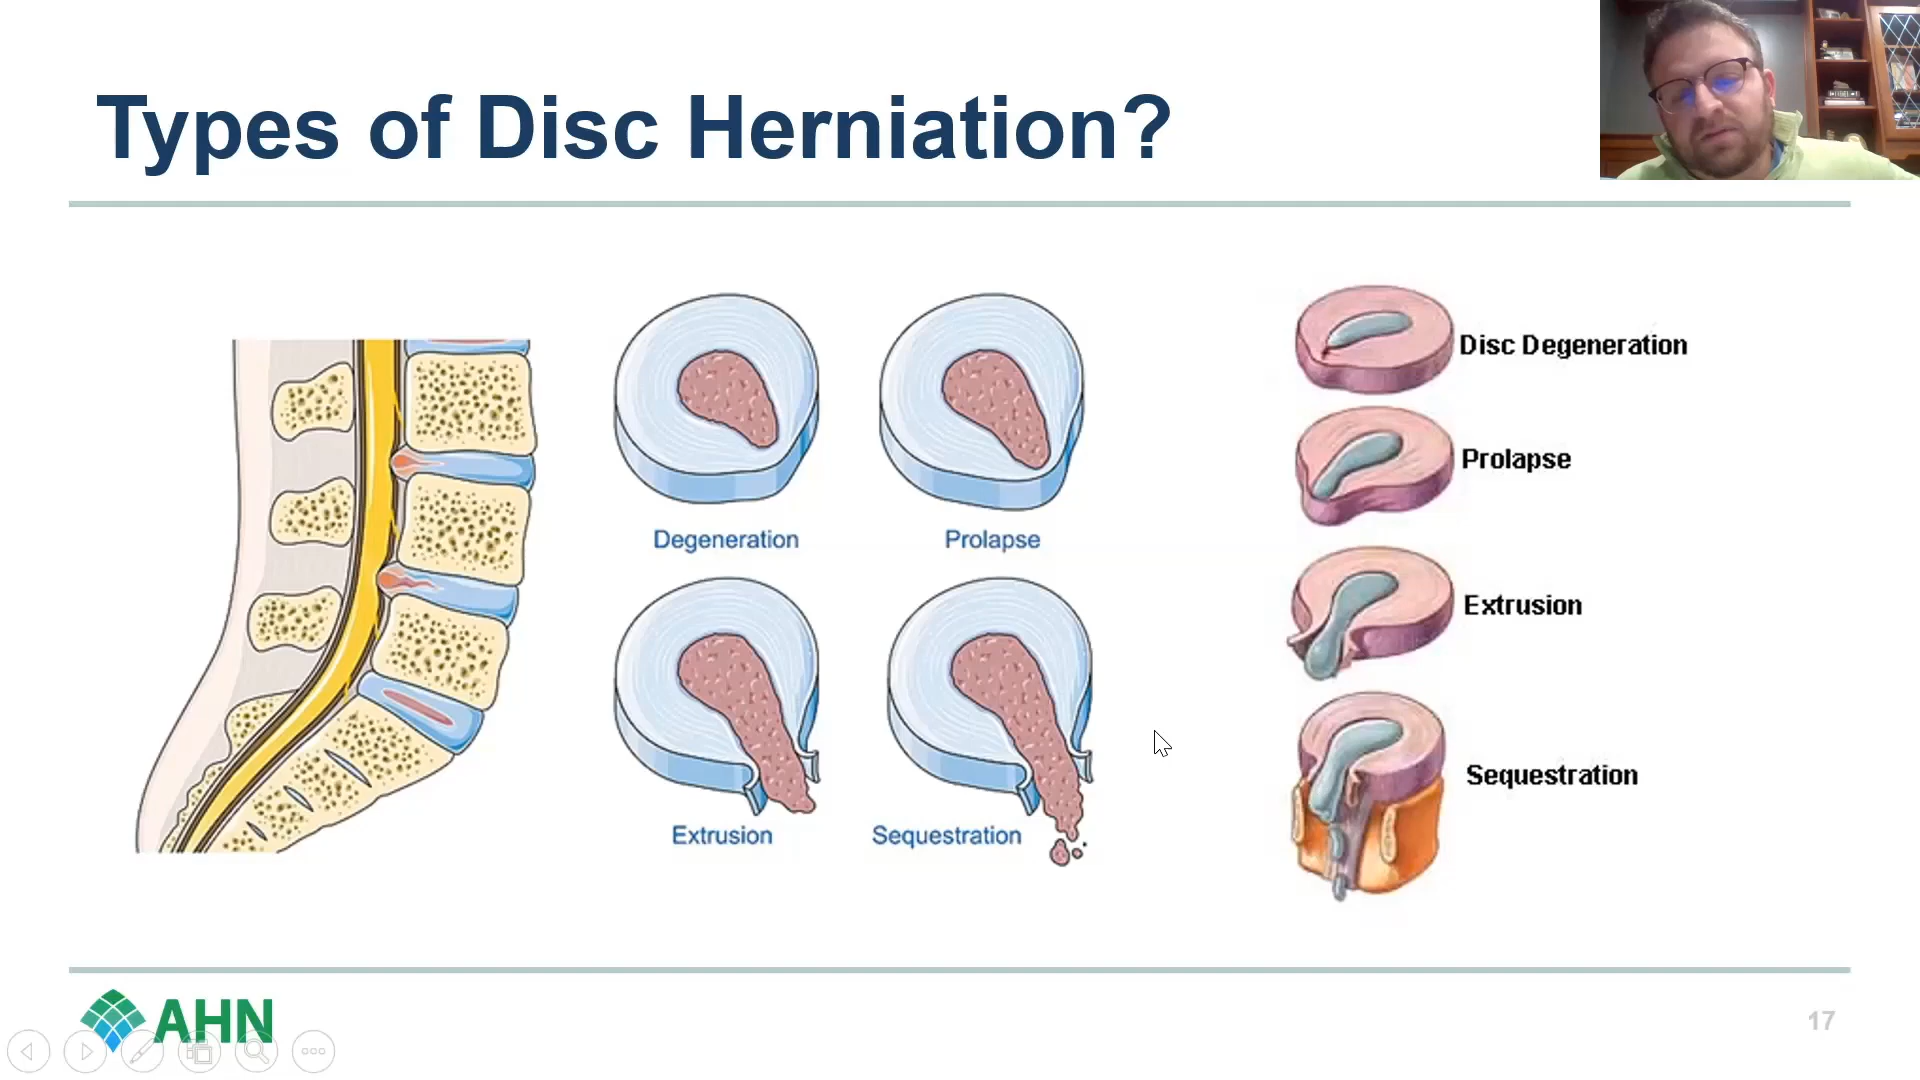 Types of Disc Herniation?
Degeneration
Prolapse
Extrusion
Sequestration
Disc Degeneration
Prolapse
Extrusion
Sequestration
AHN
17